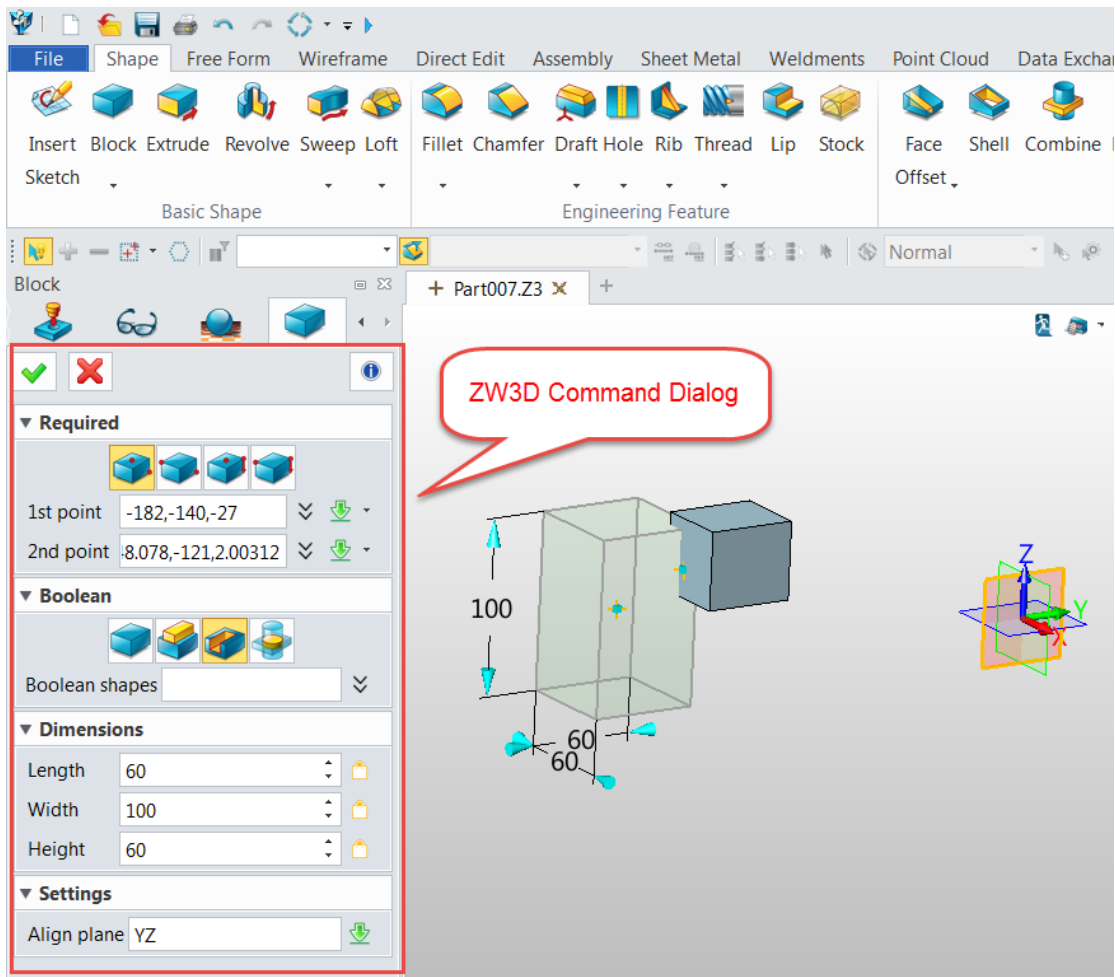 File Shape Free Form Wireframe Direct Edit Assembly Sheet Metal Weldments Point Cloud Data Exchar
Insert Sketch Block Extrude Revolve Sweep Loft Fillet Chamfer Draft Hole Rib Thread Lip Stock Face Offset Shell Combine
Basic Shape Engineering Feature
Normal
Block
Part007.Z3
ZW3D Command Dialog
Required
1st point -182,-140,-27
2nd point 8.078,-121,2.00312
Boolean
Boolean shapes
Dimensions
Length 60
Width 100
Height 60
Settings
Align plane YZ
100
60
60
Z
Y
X